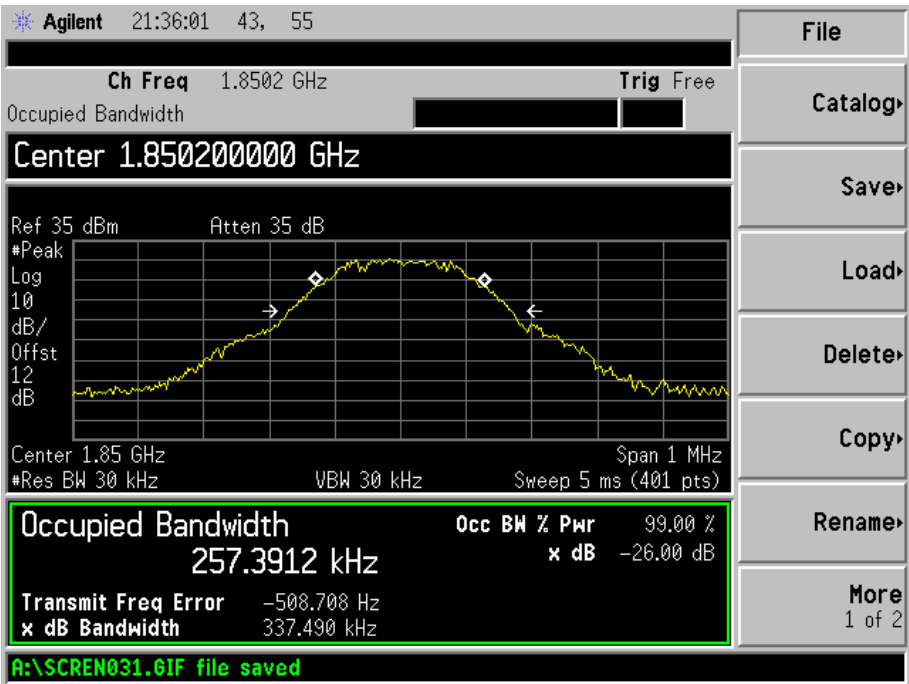 Agilent 21:36:01 43, 55
File
Ch Freq 1.8502 GHz Trig Free
Occupied Bandwidth
Catalog
Center 1.850200000 GHz
Save
Ref 35 dBm Atten 35 dB
#Peak
Log
10
dB/
Offst
12
dB
Load
Delete
Copy
Center 1.85 GHz Span 1 MHz
#Res BW 30 kHz VBW 30 kHz Sweep 5 ms (401 pts)
Occupied Bandwidth Occ BW % Pwr 99.00 %
257.3912 kHz x dB -26.00 dB
Rename
Transmit Freq Error -508.708 Hz
x dB Bandwidth 337.490 kHz
More
1 of 2
A:\SCREN031.GIF file saved